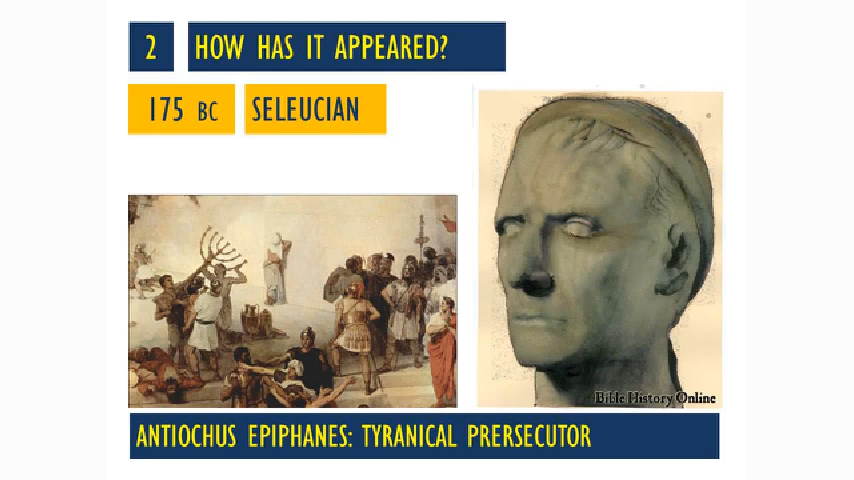 2 HOW HAS IT APPEARED?
175 BC SELEUCIAN
Bible History Online
ANTIOCHUS EPIPHANES: TYRANICAL PRERSECUTOR